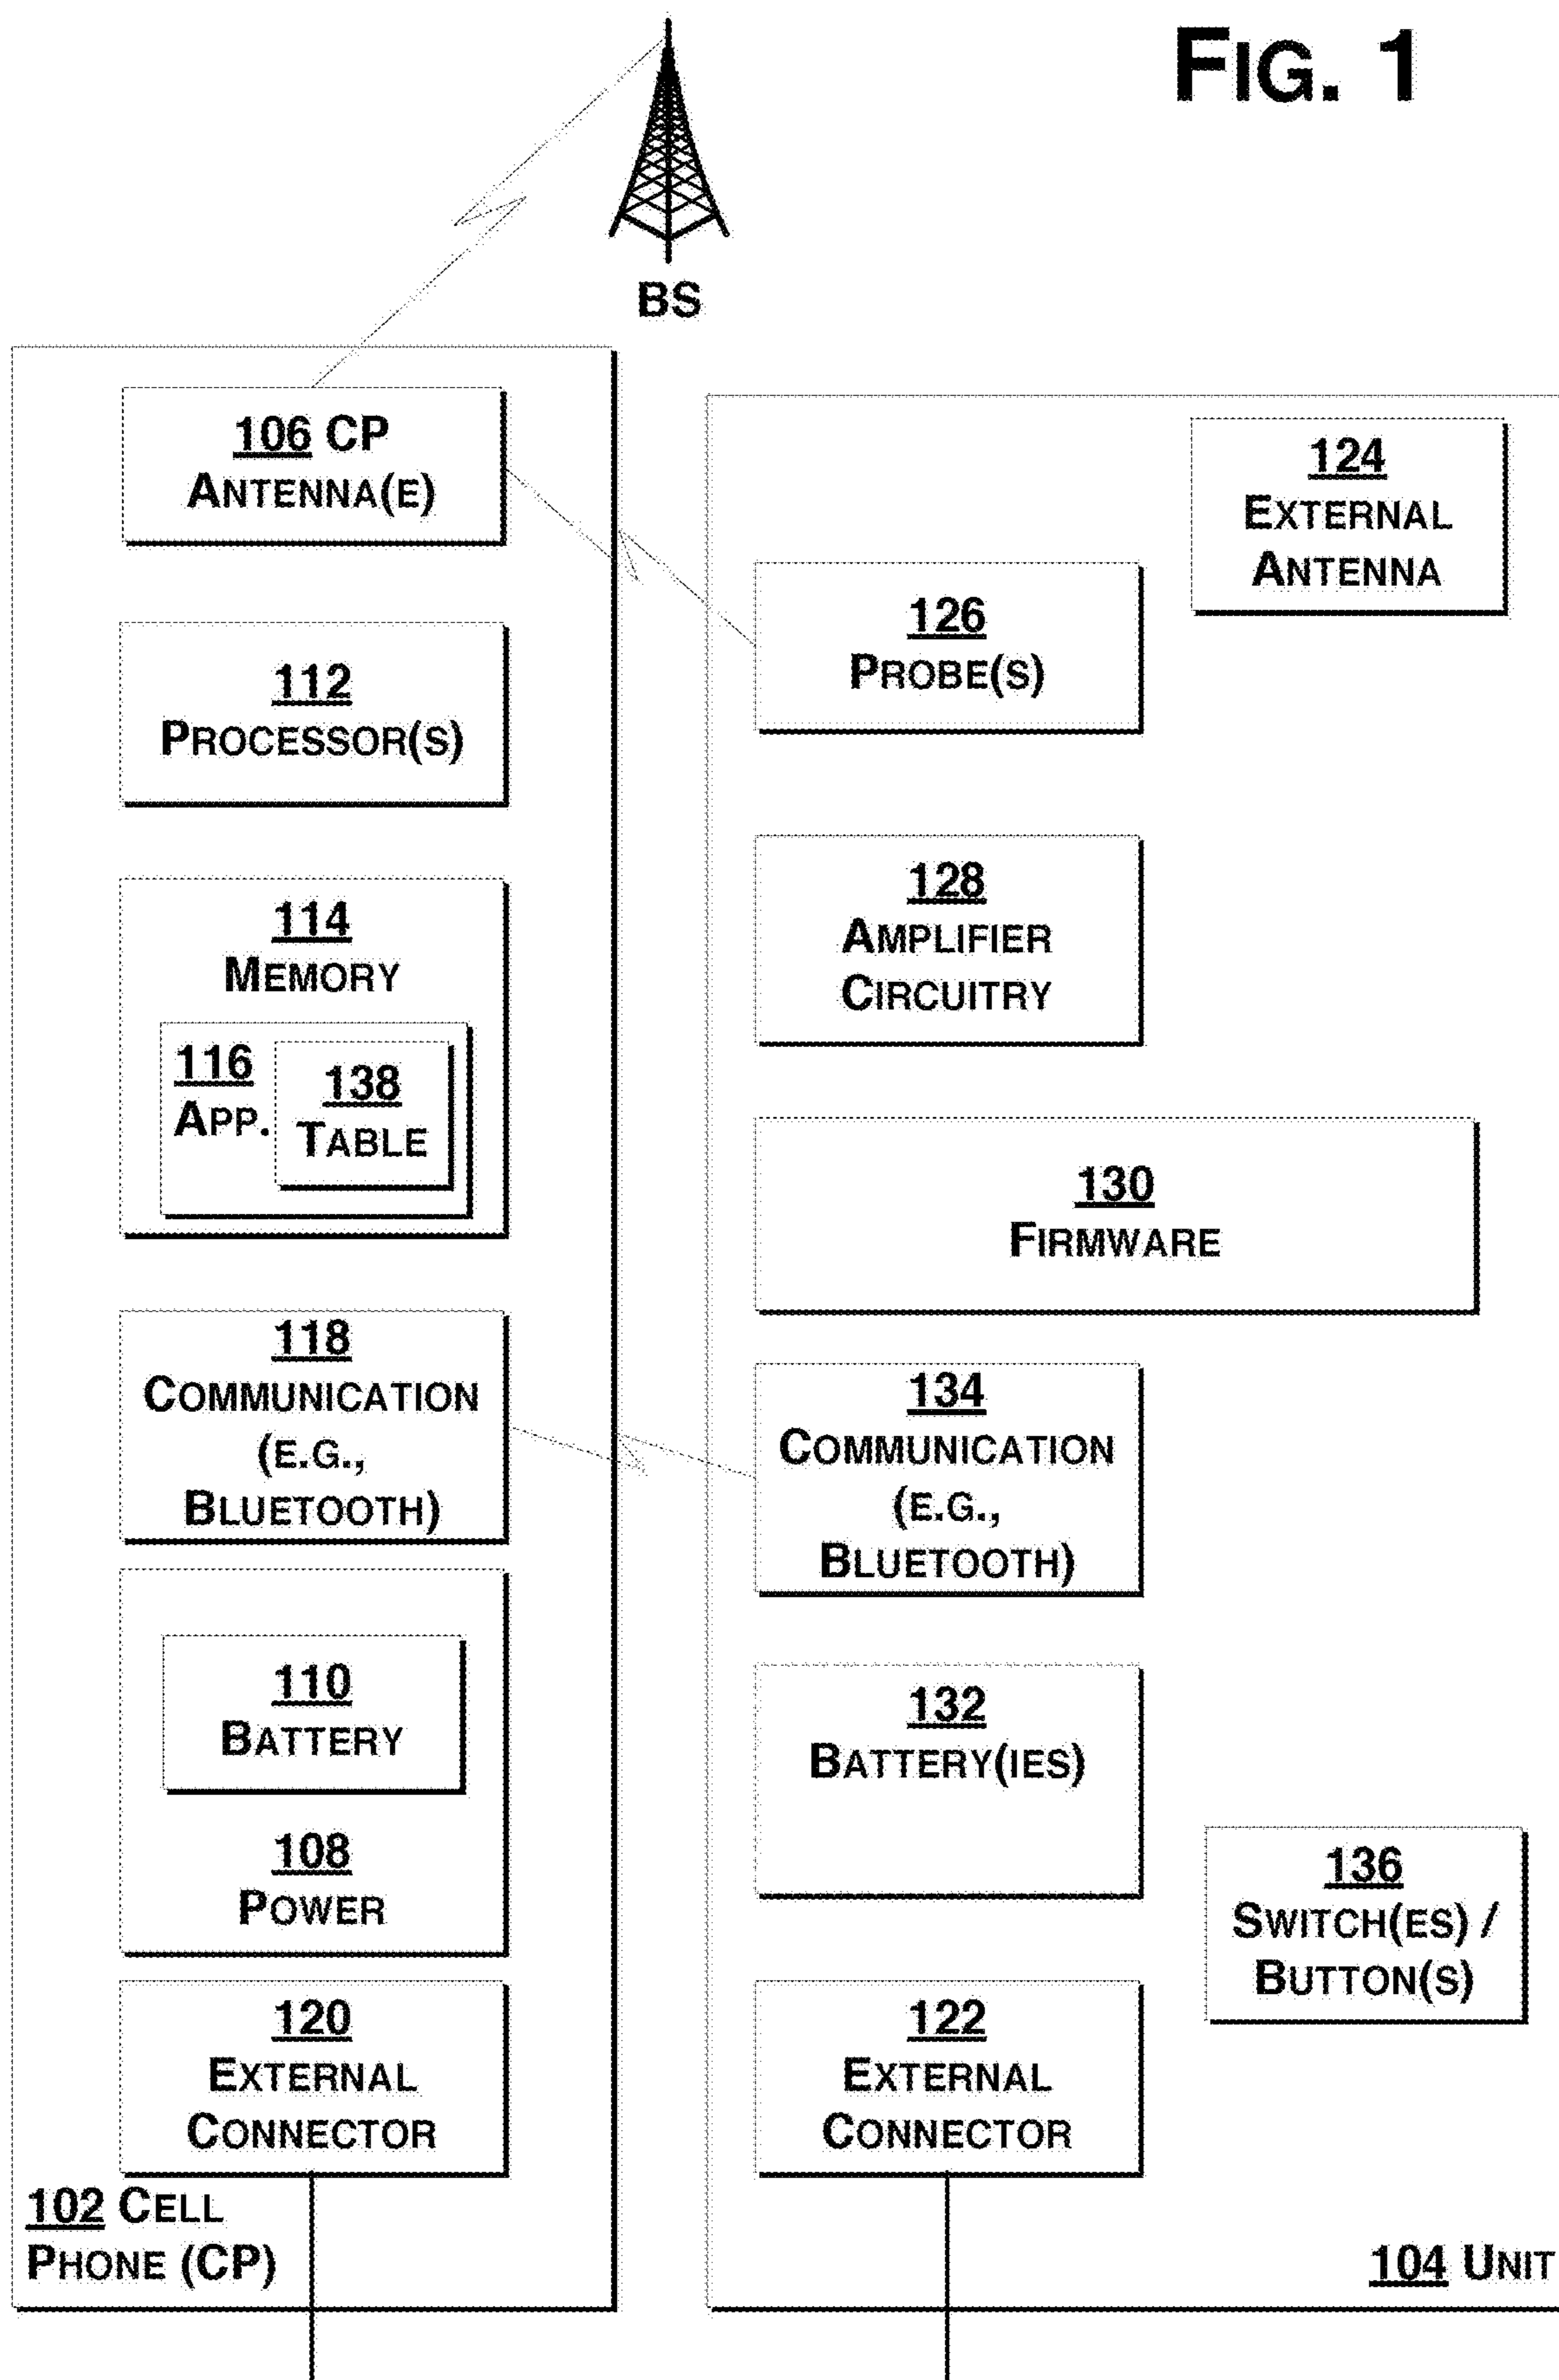 FIG. 1
BS
106 CP
ANTENNA(E)
112
PROCESSOR(S)
114
MEMORY
116
APP.
138
TABLE
118
COMMUNICATION
(E.G.,
BLUETOOTH)
110
BATTERY
108
POWER
120
EXTERNAL
CONNECTOR
102 CELL
PHONE (CP)
124
EXTERNAL
ANTENNA
126
PROBE(S)
128
AMPLIFIER
CIRCUITRY
130
FIRMWARE
134
COMMUNICATION
(E.G.,
BLUETOOTH)
132
BATTERY(IES)
136
SWITCH(ES) /
BUTTON(S)
122
EXTERNAL
CONNECTOR
104 UNIT